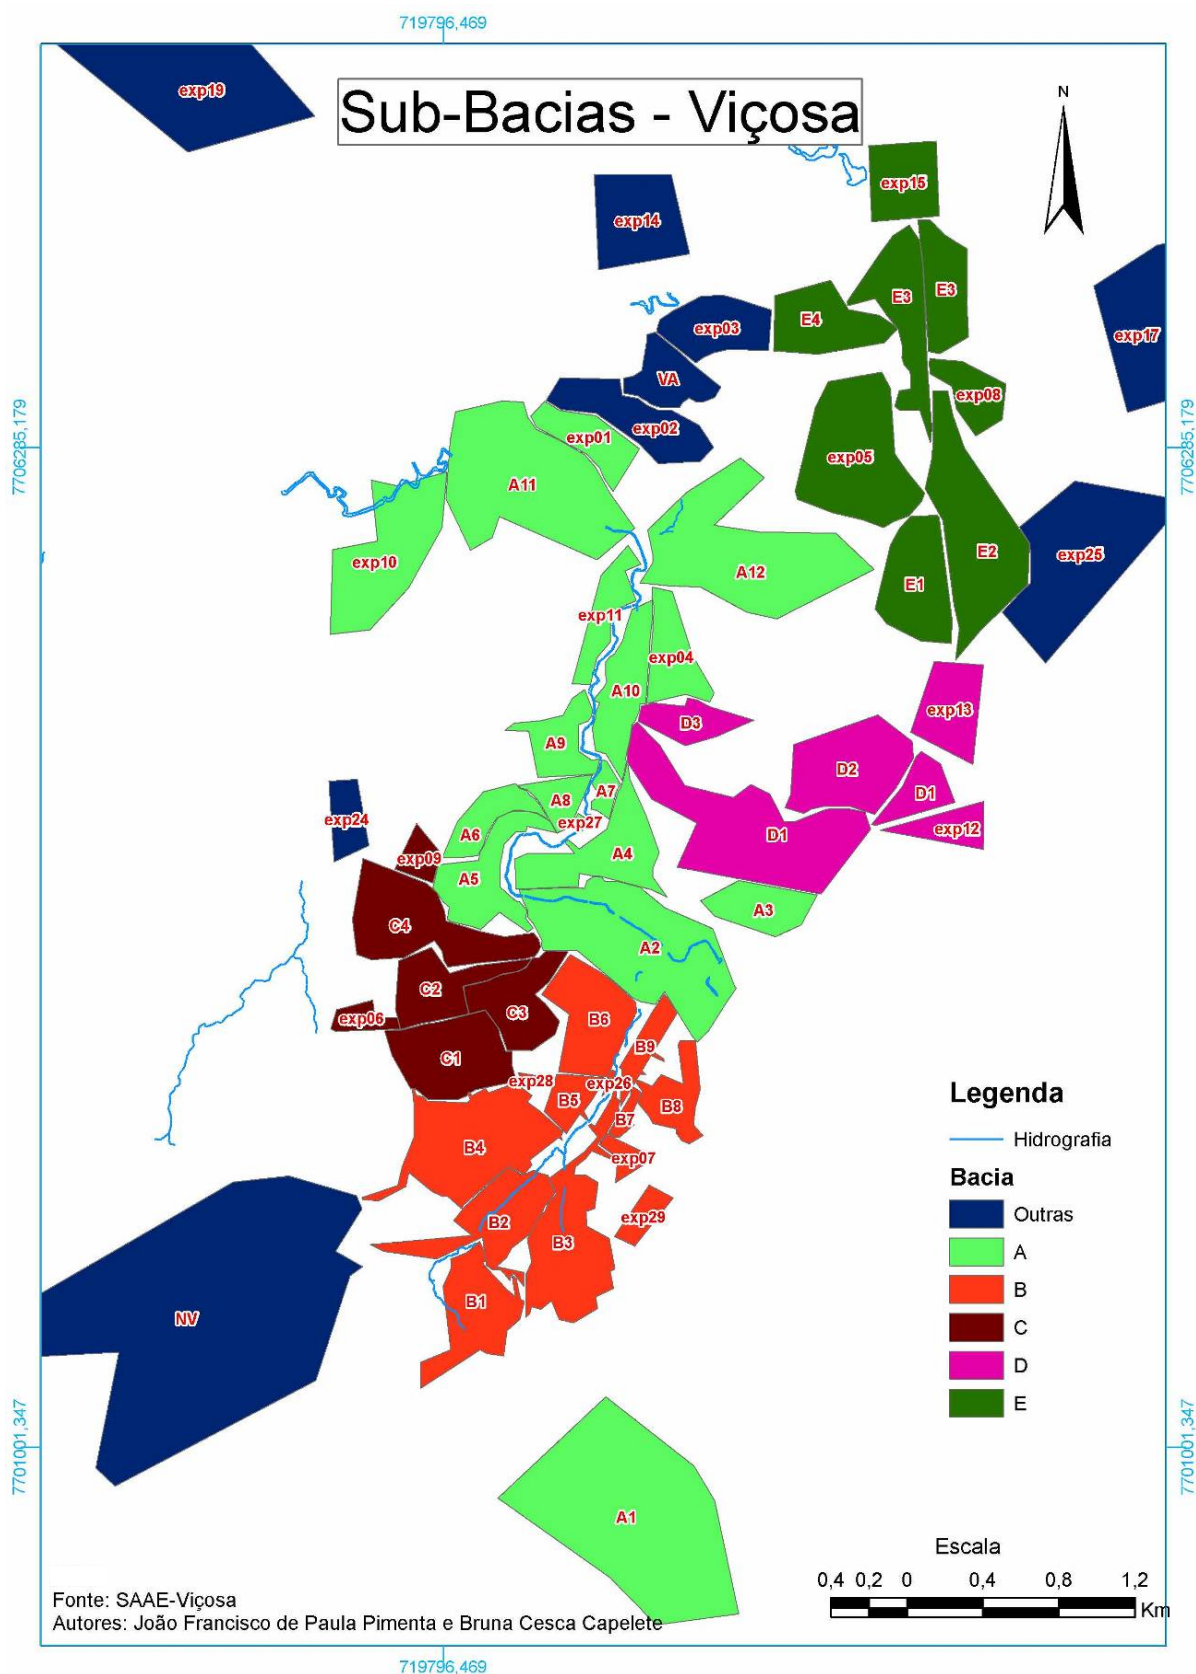 719796,469
Sub-Bacias - Viçosa
N
exp19
exp15
exp14
E3
E3
E4
exp03
exp17
VA
exp08
7706285,179
7706285,179
exp02
exp01
exp05
A11
exp10
A12
E2
exp25
E1
exp11
exp04
A10
exp13
D3
A9
D2
A7
A8
D1
exp24
exp27
A6
D1
exp12
exp09
A4
A5
A3
C4
A2
C2
C3
exp06
B6
B9
C1
exp28
exp26
B5
B8
B7
B4
exp07
B2
exp29
B3
B1
NV
Legenda
Hidrografia
Bacia
Outras
A
B
C
D
E
7701001,347
7701001,347
A1
Escala
0,4 0,2 0 0,4 0,8 1,2
Km
Fonte: SAAE-Viçosa
Autores: João Francisco de Paula Pimenta e Bruna Cesca Capelete
719796,469